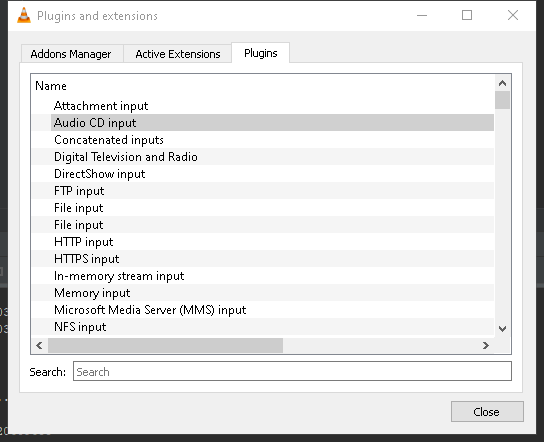 Plugins and extensions
Addons Manager
Active Extensions
Plugins
Name
Attachment input
Audio CD input
Concatenated inputs
Digital Television and Radio
DirectShow input
FTP input
File input
File input
HTTP input
HTTPS input
In-memory stream input
Memory input
Microsoft Media Server (MMS) input
NFS input
Search: Search
Close